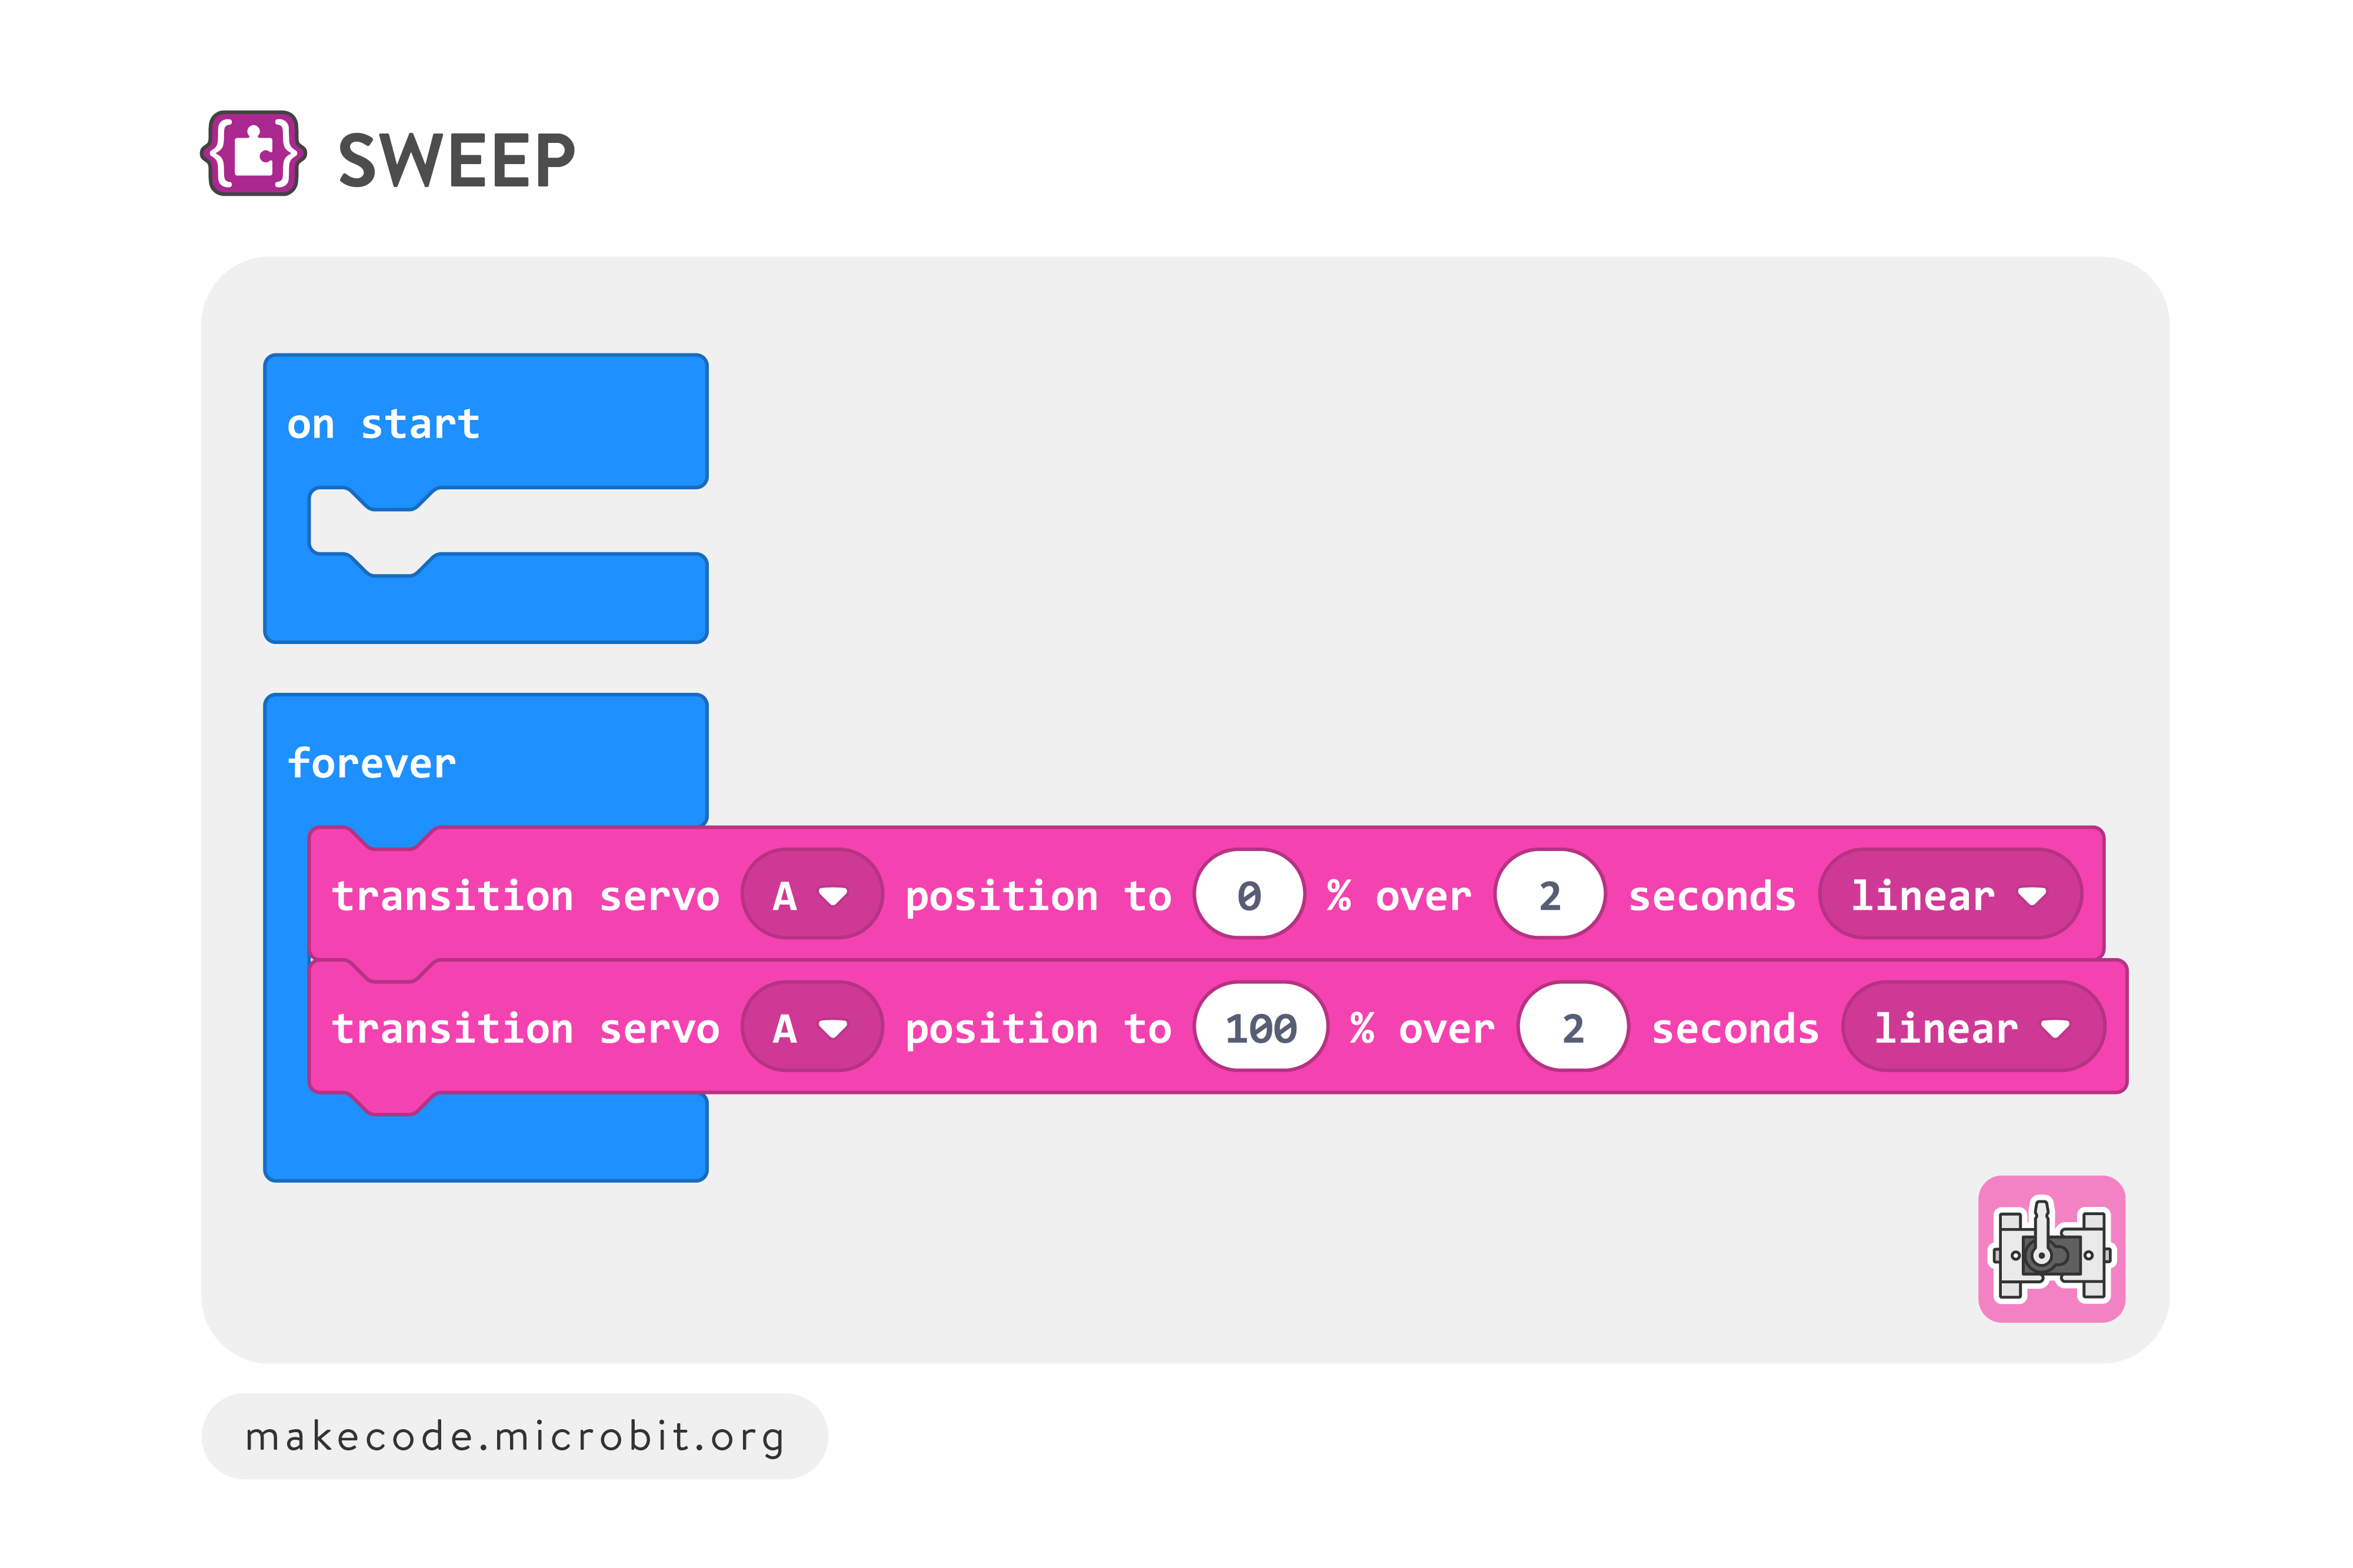 SWEEP
on start
forever
transition servo A position to 0 % over 2 seconds linear
transition servo A position to 100 % over 2 seconds linear
makecode.microbit.org